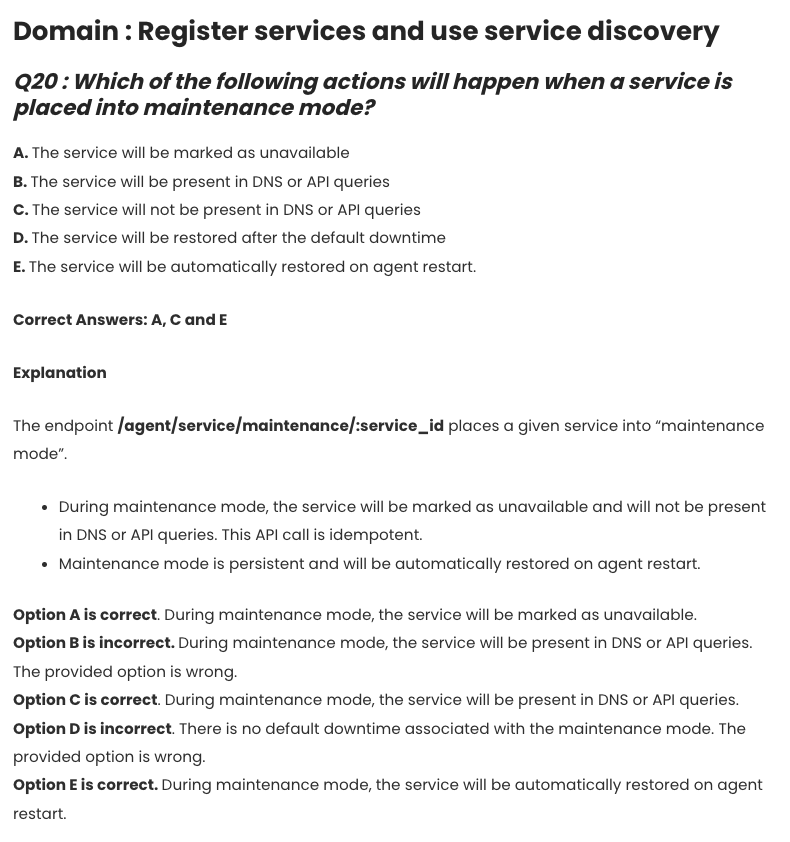 Domain : Register services and use service discovery
Q20 : Which of the following actions will happen when a service is
placed into maintenance mode?
A. The service will be marked as unavailable
B. The service will be present in DNS or API queries
C. The service will not be present in DNS or API queries
D. The service will be restored after the default downtime
E. The service will be automatically restored on agent restart.
Correct Answers: A, C and E
Explanation
The endpoint /agent/service/maintenance/:service_id places a given service into “maintenance
mode”.
• During maintenance mode, the service will be marked as unavailable and will not be present
in DNS or API queries. This API call is idempotent.
• Maintenance mode is persistent and will be automatically restored on agent restart.
Option A is correct. During maintenance mode, the service will be marked as unavailable.
Option B is incorrect. During maintenance mode, the service will be present in DNS or API queries.
The provided option is wrong.
Option C is correct. During maintenance mode, the service will be present in DNS or API queries.
Option D is incorrect. There is no default downtime associated with the maintenance mode. The
provided option is wrong.
Option E is correct. During maintenance mode, the service will be automatically restored on agent
restart.